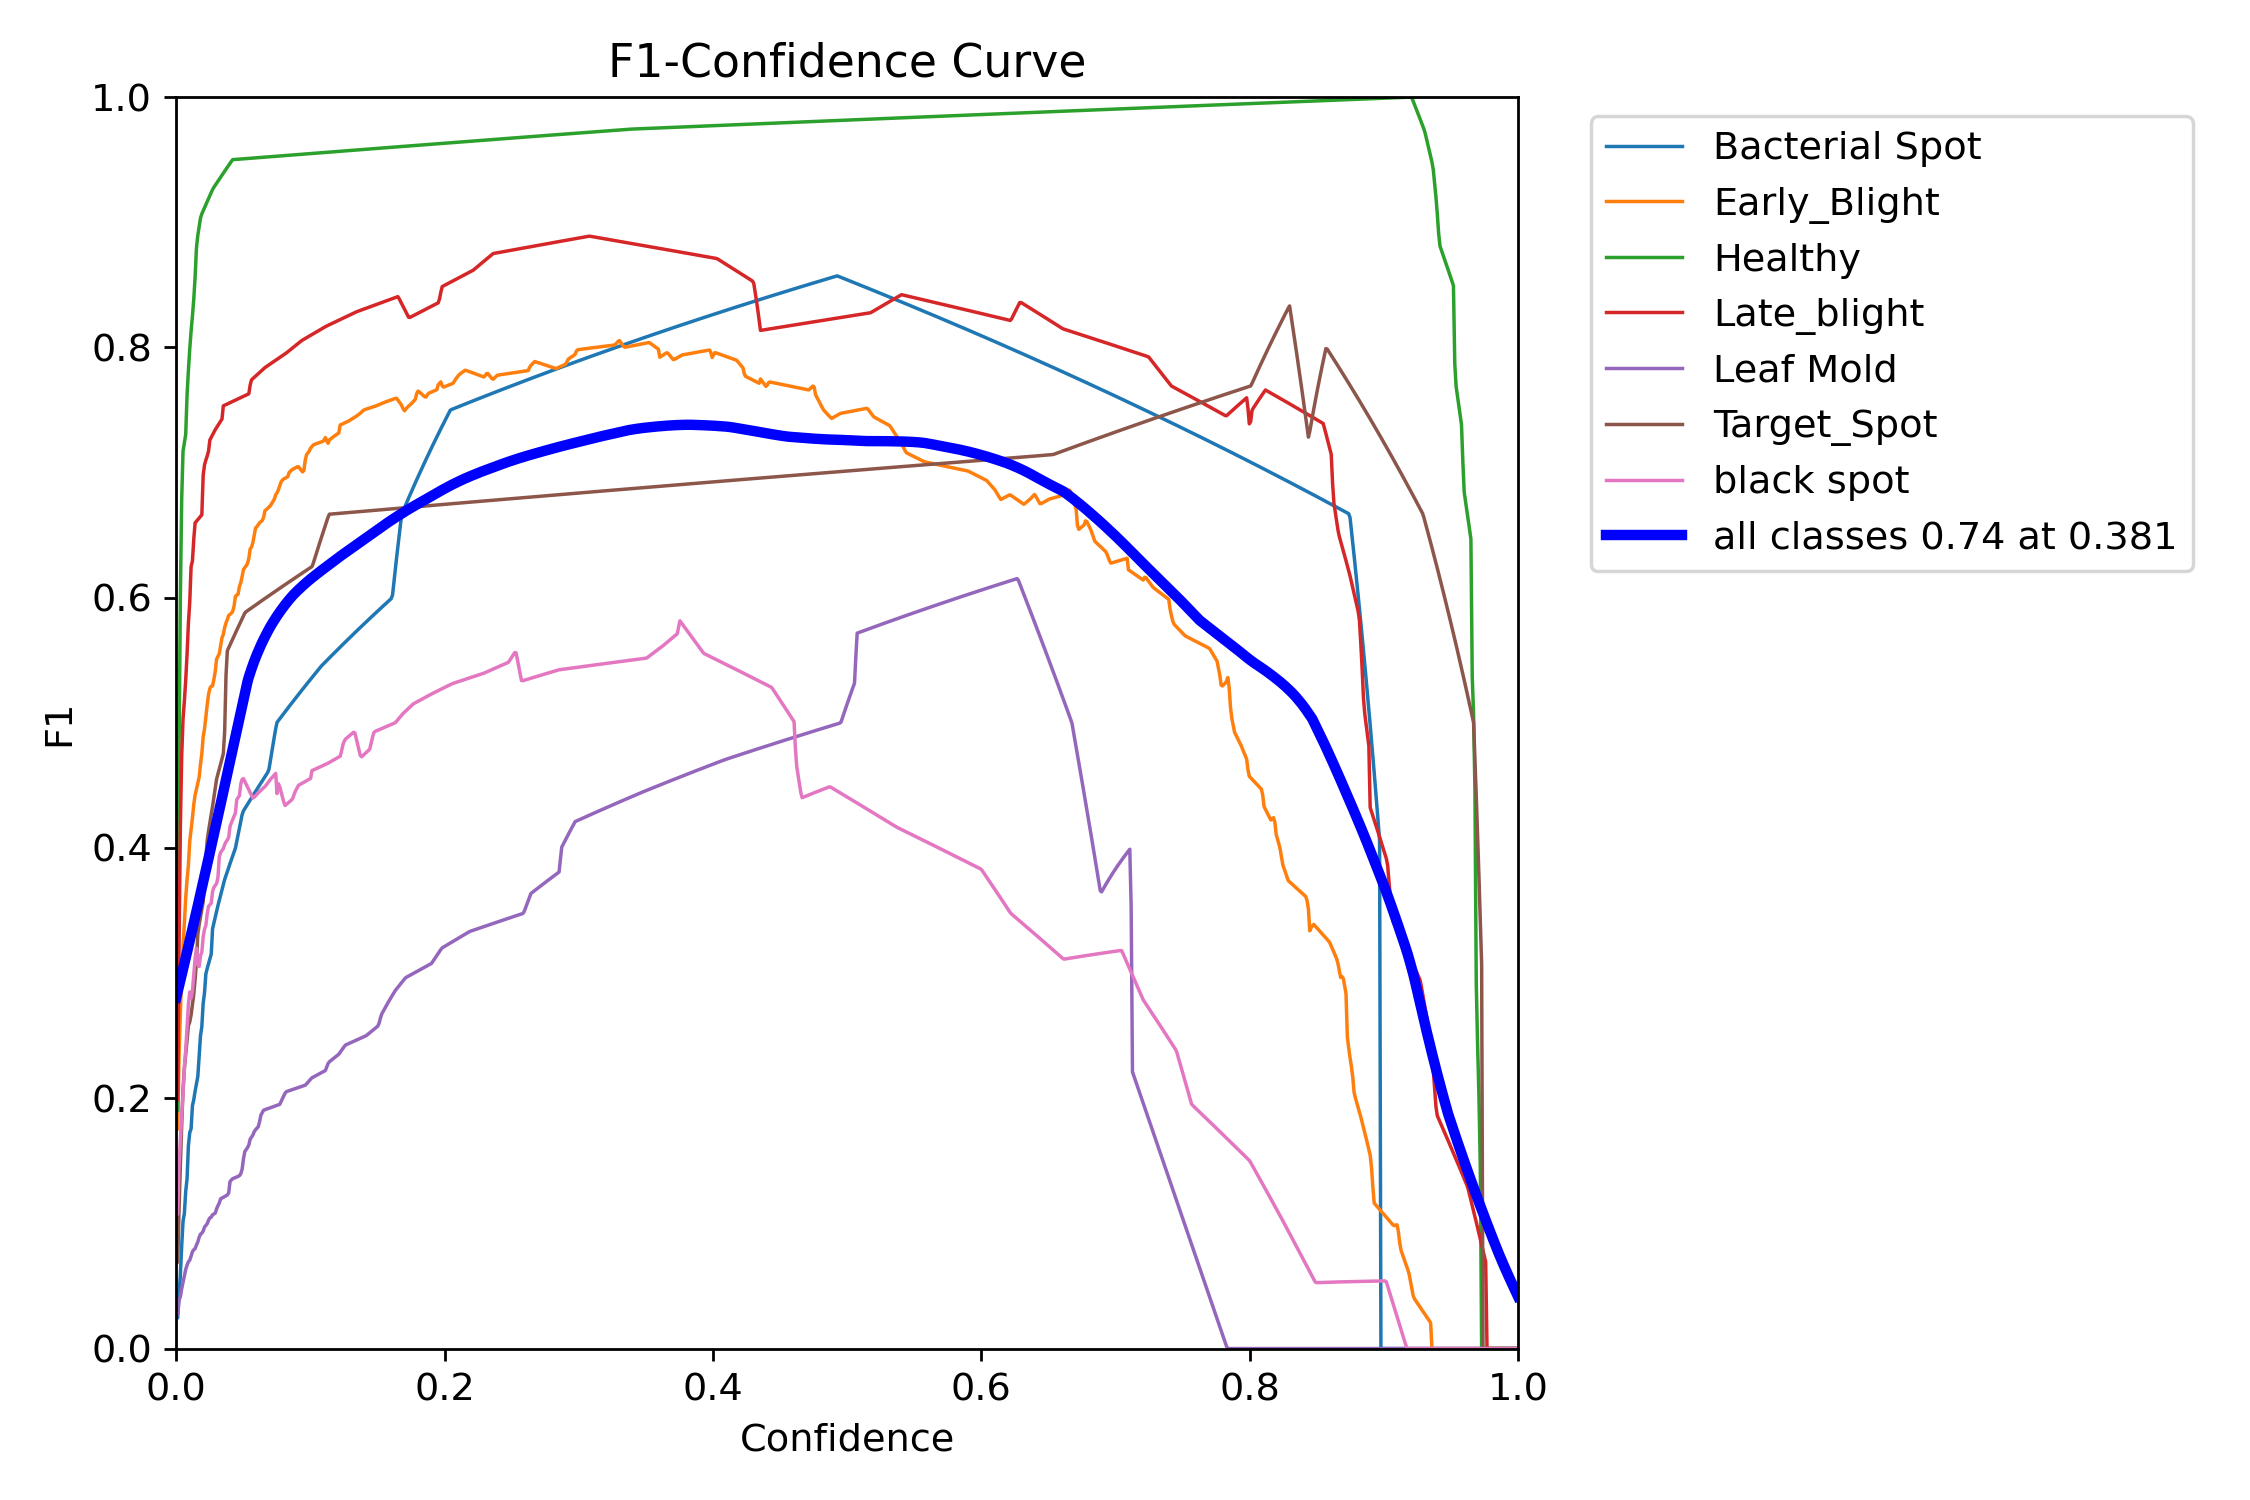 F1-Confidence Curve
1.0
0.8
0.6
0.4
0.2
0.0
F1
0.0 0.2 0.4 0.6 0.8 1.0
Confidence
Bacterial Spot
Early_Blight
Healthy
Late_blight
Leaf Mold
Target_Spot
black spot
all classes 0.74 at 0.381